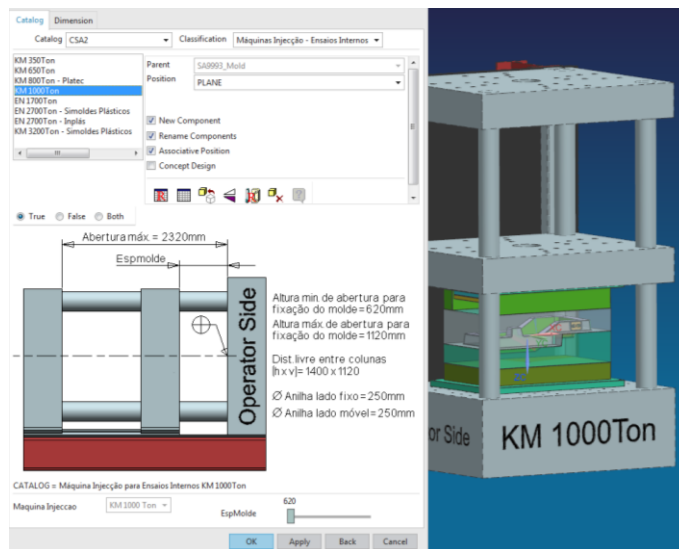 Catalog Dimension
Catalog CSA2 Classification Máquinas Injecção - Ensaios Internos
KM 350Ton
KM 650Ton
KM 800Ton - Platec
KM 1000Ton
EN 1700Ton
EN 2700Ton - Simoldes Plásticos
EN 2700Ton - Inplás
KM 3200Ton - Simoldes Plásticos
Parent SA9993_Mold
Position PLANE
New Component
Rename Components
Associative Position
Concept Design
True False Both
Abertura máx. = 2320mm
Espmolde
Operator Side
Altura min de abertura para
fixação do molde=620mm
Altura máx. de abertura para
fixação do molde=1120mm
Dist. livre entre colunas
|hxv|= 1400 x 1120
Ø Anilha lado fixo=250mm
Ø Anilha lado móvel=250mm
CATALOG = Máquina Injecção para Ensaios Internos KM 1000Ton
Maquina Injeccao KM 1000 Ton
EspMolde 620
OK Apply Back Cancel
or Side
KM 1000Ton